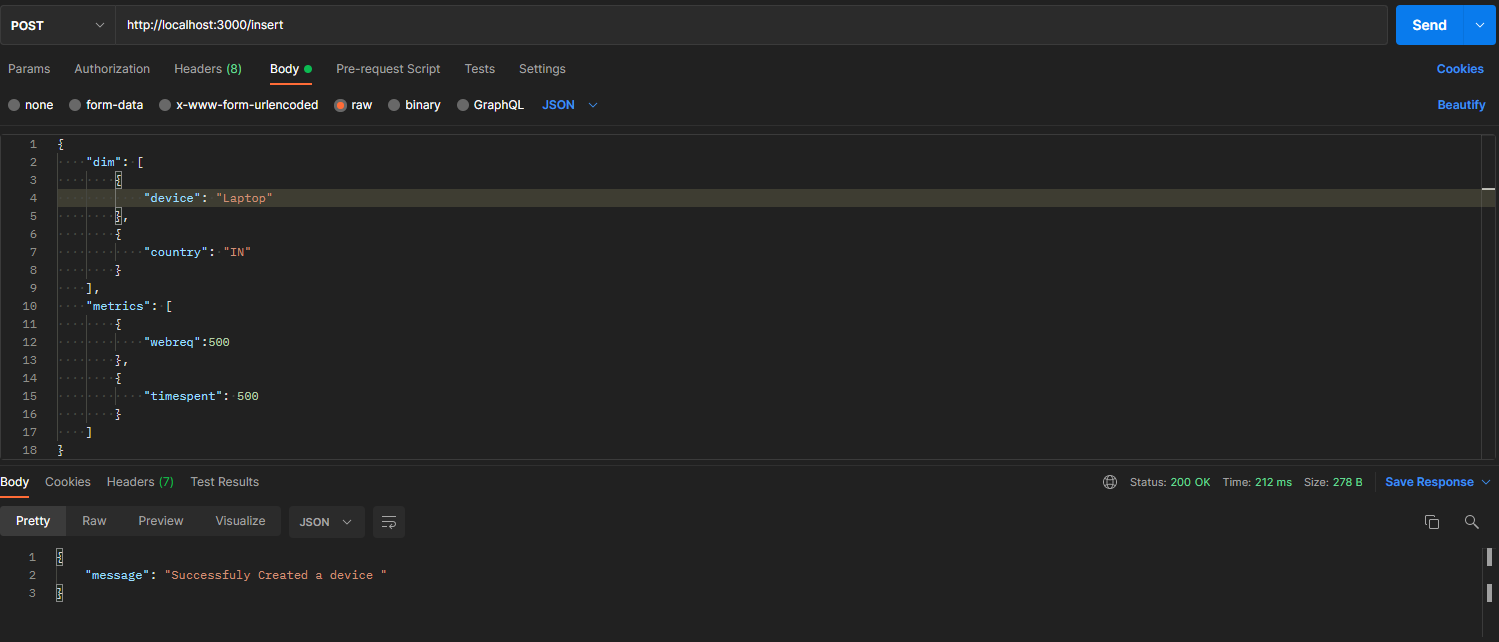 POST http://localhost:3000/insert Send
Params Authorization Headers (8) Body Pre-request Script Tests Settings Cookies
none form-data x-www-form-urlencoded raw binary GraphQL JSON Beautify
1 {
2 "dim": [
3 {
4 "device": "Laptop"
5 },
6 {
7 "country": "IN"
8 }
9 ],
10 "metrics": [
11 {
12 "webreq":500
13 },
14 {
15 "timespent": 500
16 }
17 ]
18 }
Body Cookies Headers (7) Test Results Status: 200 OK Time: 212 ms Size: 278 B Save Response
Pretty Raw Preview Visualize JSON
1 {
2 "message": "Successfuly Created a device "
3 }